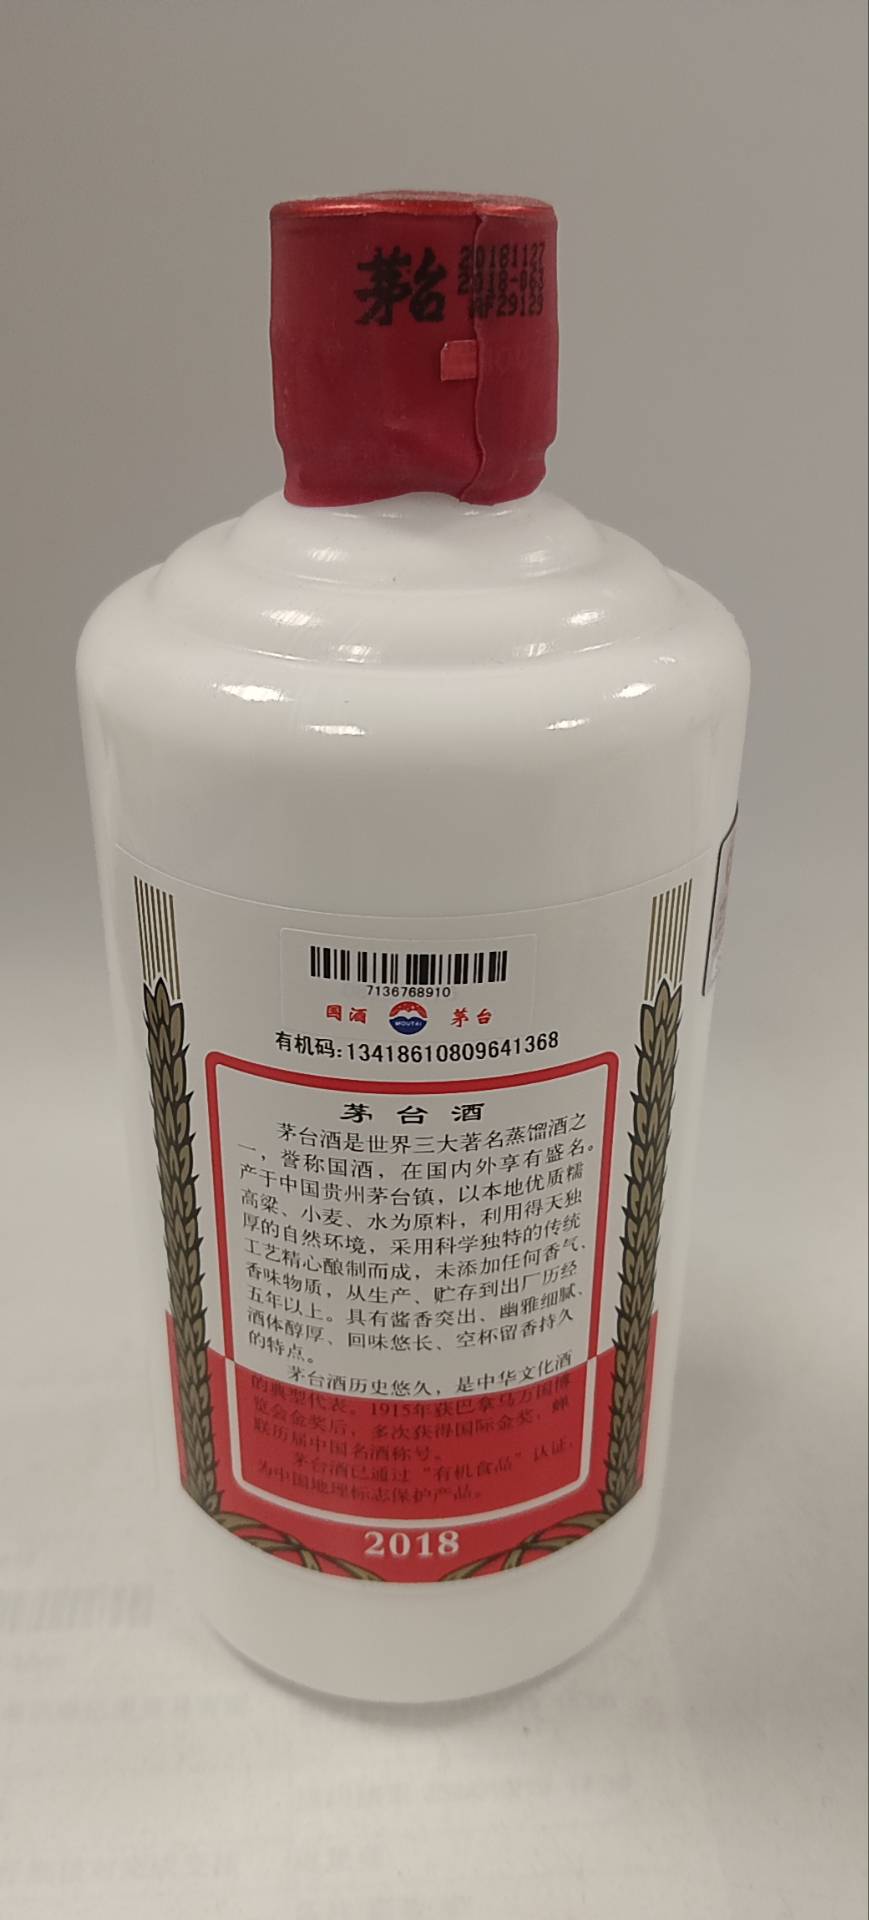 茅台
20181127
2018-063
AF29129
7136768910
国酒 MOUTAI 茅台
有机码:13418610809641368
茅台酒
茅台酒是世界三大著名蒸馏酒之
一，誉称国酒，在国内外享有盛名。
产于中国贵州茅台镇，以本地优质糯
高粱、小麦、水为原料，利用得天独
厚的自然环境，采用科学独特的传统
工艺精心酿制而成，未添加任何香气、
香味物质，从生产、贮存到出厂历经
五年以上。具有酱香突出、幽雅细腻、
酒体醇厚、回味悠长、空杯留香持久
的特点。
茅台酒历史悠久，是中华文化酒
的典型代表。1915年获巴拿马万国博
览会金奖后，多次获得国际金奖，蝉
联历届中国名酒称号。
茅台酒已通过“有机食品”认证，
为中国地理标志保护产品。
2018